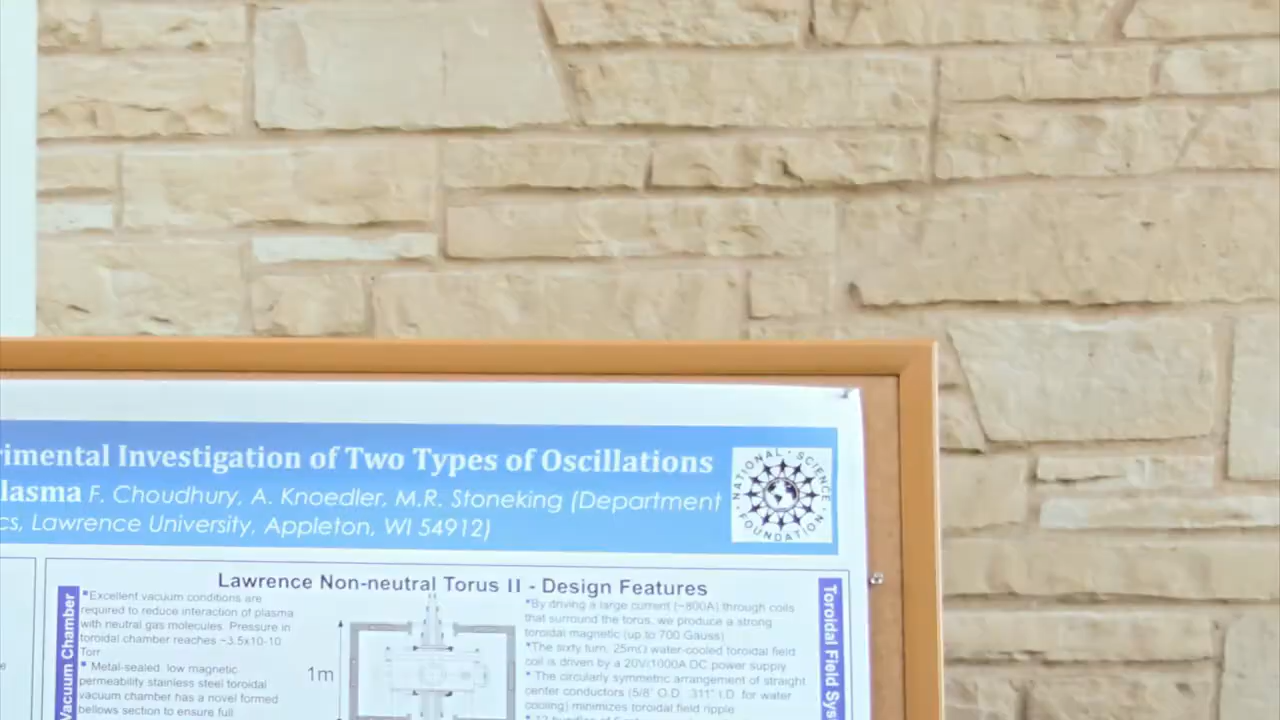 rimental Investigation of Two Types of Oscillations
lasma F. Choudhury, A. Knoedler, M.R. Stoneking (Department
cs, Lawrence University, Appleton, WI 54912)
NATIONAL · SCIENCE · FOUNDATION ·
Lawrence Non-neutral Torus II - Design Features
Vacuum Chamber
*Excellent vacuum conditions are
required to reduce interaction of plasma
with neutral gas molecules. Pressure in
toroidal chamber reaches ~3.5x10-10
Torr
* Metal-sealed, low magnetic
permeability stainless steel toroidal
vacuum chamber has a novel formed
bellows section to ensure full
1m
*By driving a large current (~800A) through coils
that surround the torus, we produce a strong
toroidal magnetic (up to 700 Gauss)
*The sixty turn, 25mΩ water-cooled toroidal field
coil is driven by a 20V/1000A DC power supply
* The circularly symmetric arrangement of straight
center conductors (5/8" O.D. .311" I.D. for water
cooling) minimizes toroidal field ripple
Toroidal Field Sys